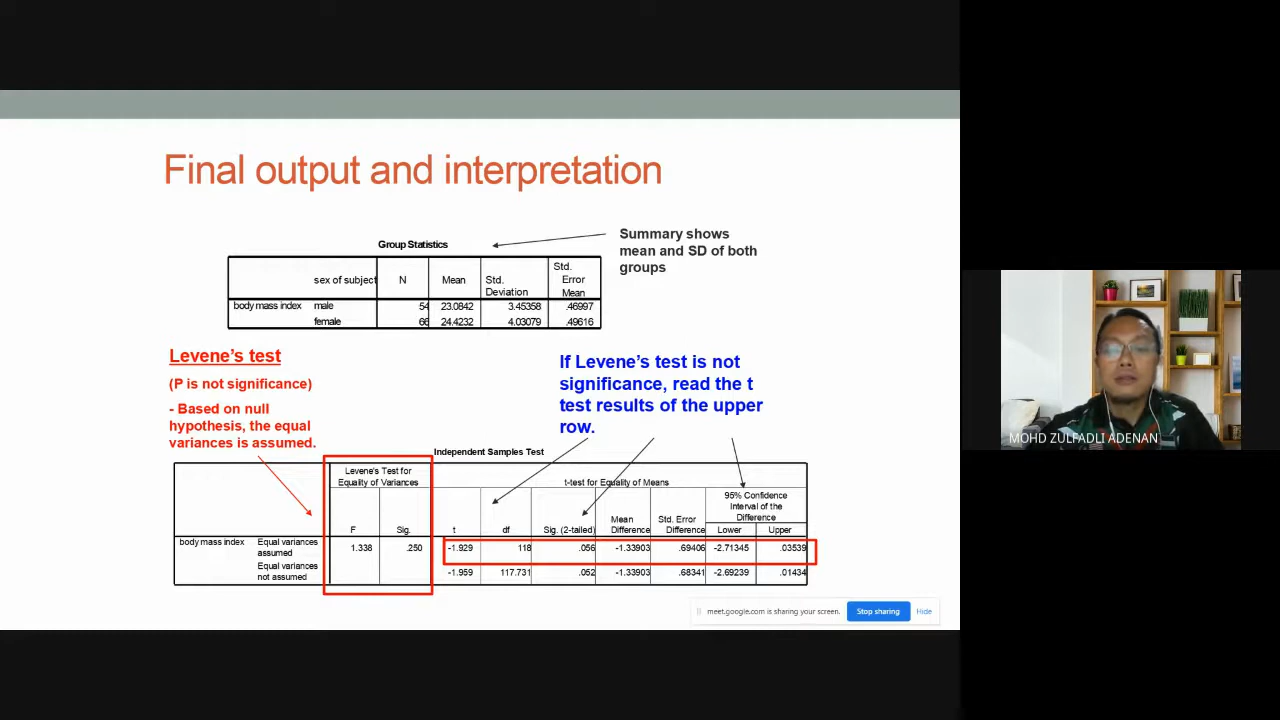 Final output and interpretation
Summary shows
mean and SD of both
groups
Group Statistics
sex of subject N Mean Std. Deviation Std. Error Mean
body mass index male 54 23.0842 3.45358 .46997
female 66 24.4232 4.03079 .49616
Levene's test
(P is not significance)
- Based on null
hypothesis, the equal
variances is assumed.
If Levene's test is not
significance, read the t
test results of the upper
row.
Independent Samples Test
Levene's Test for Equality of Variances t-test for Equality of Means
95% Confidence Interval of the Difference
F Sig. t df Sig. (2-tailed) Mean Difference Std. Error Difference Lower Upper
body mass index Equal variances assumed 1.338 .250 -1.929 118 .056 -1.33903 .69406 -2.71345 .03539
Equal variances not assumed -1.959 117.731 .052 -1.33903 .68341 -2.69239 .01434
meet.google.com is sharing your screen. Stop sharing Hide
MOHD ZULFADLI ADENAN